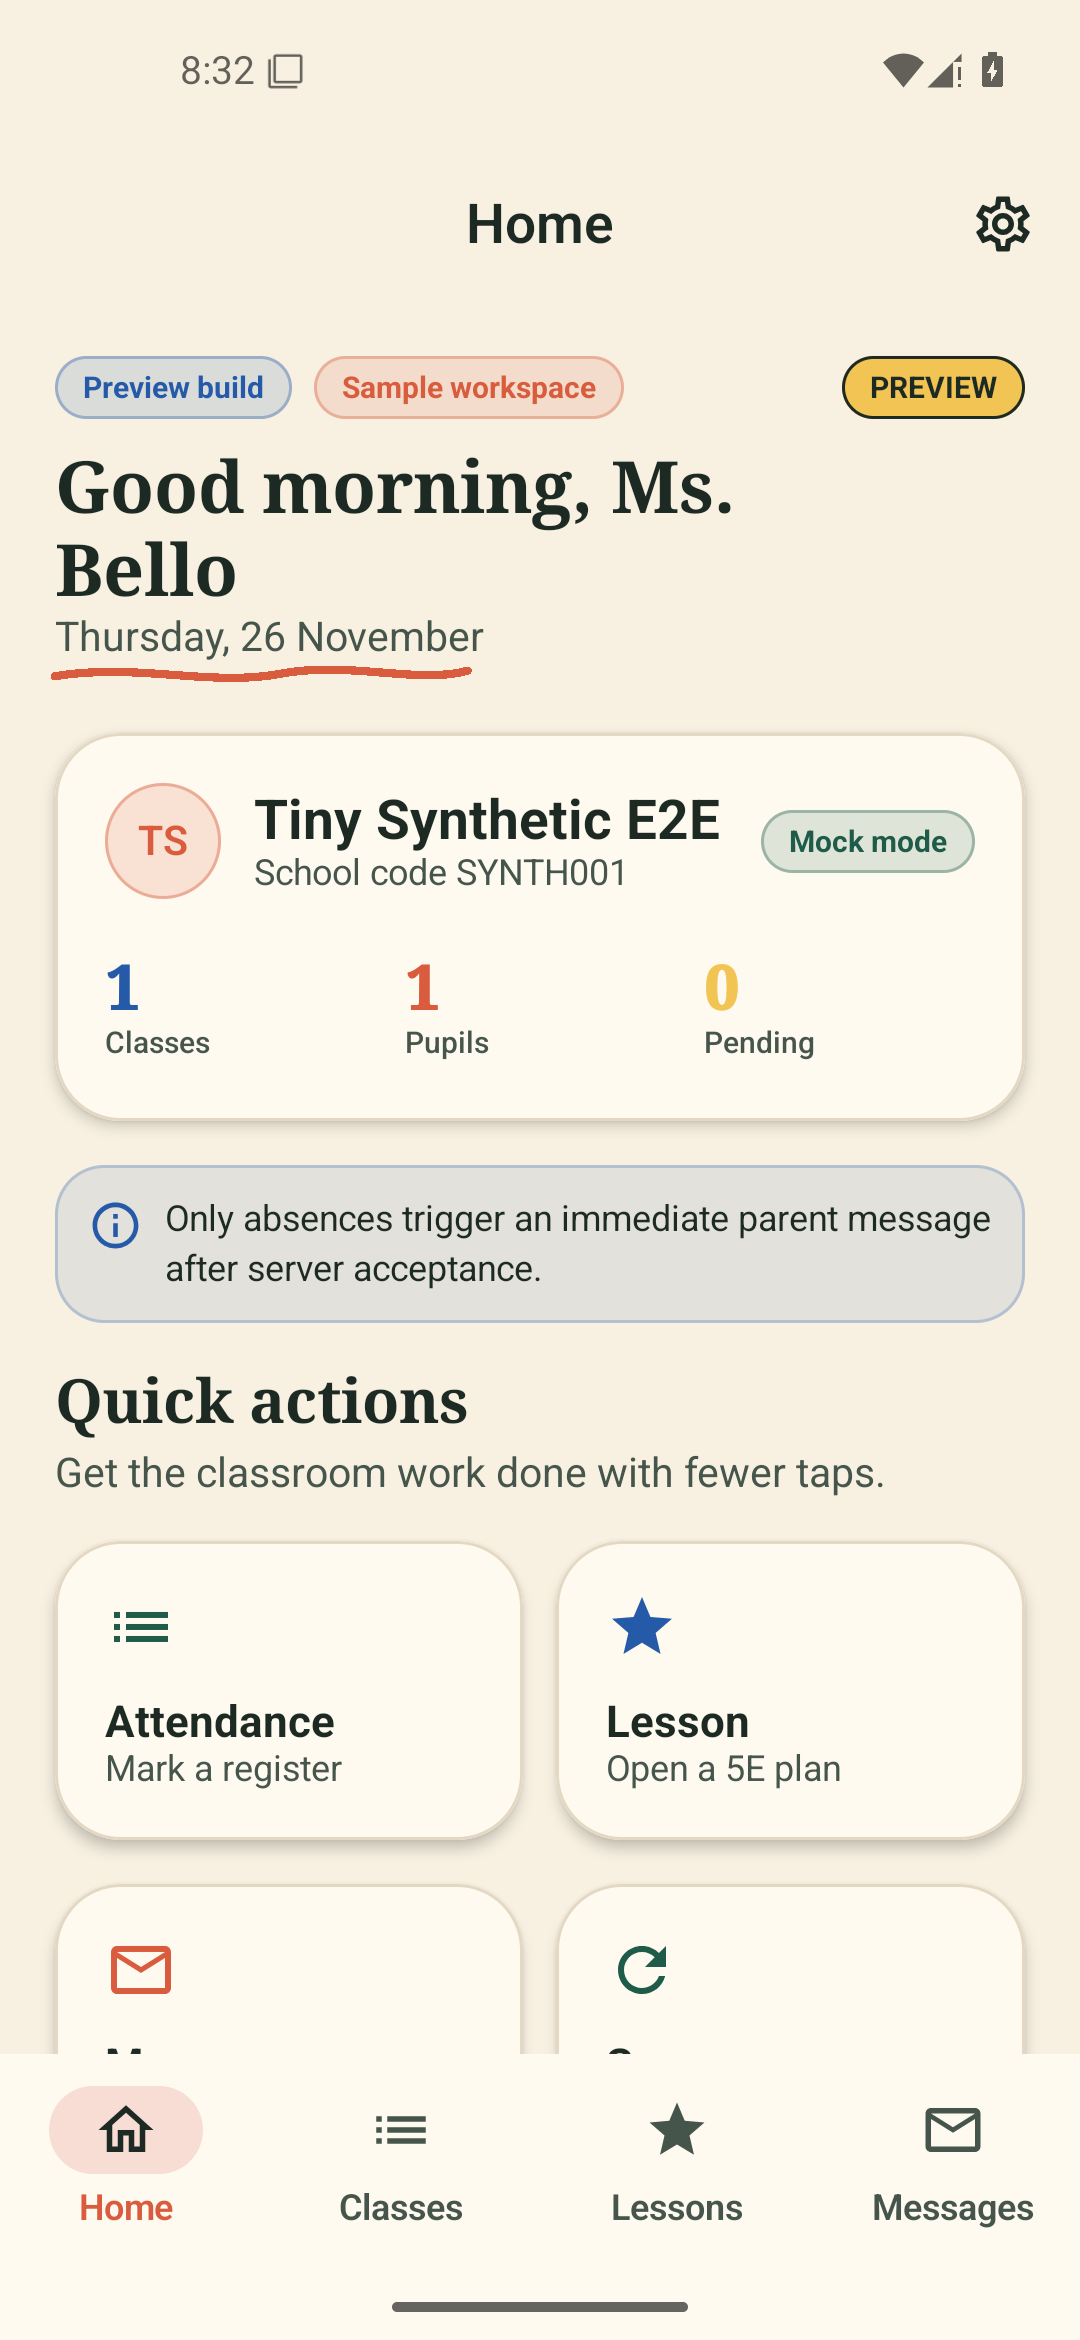 8:32
Home
Preview build
Sample workspace
PREVIEW
Good morning, Ms.
Bello
Thursday, 26 November
TS
Tiny Synthetic E2E
School code SYNTH001
Mock mode
1
Classes
1
Pupils
0
Pending
Only absences trigger an immediate parent message
after server acceptance.
Quick actions
Get the classroom work done with fewer taps.
Attendance
Mark a register
Lesson
Open a 5E plan
Home
Classes
Lessons
Messages